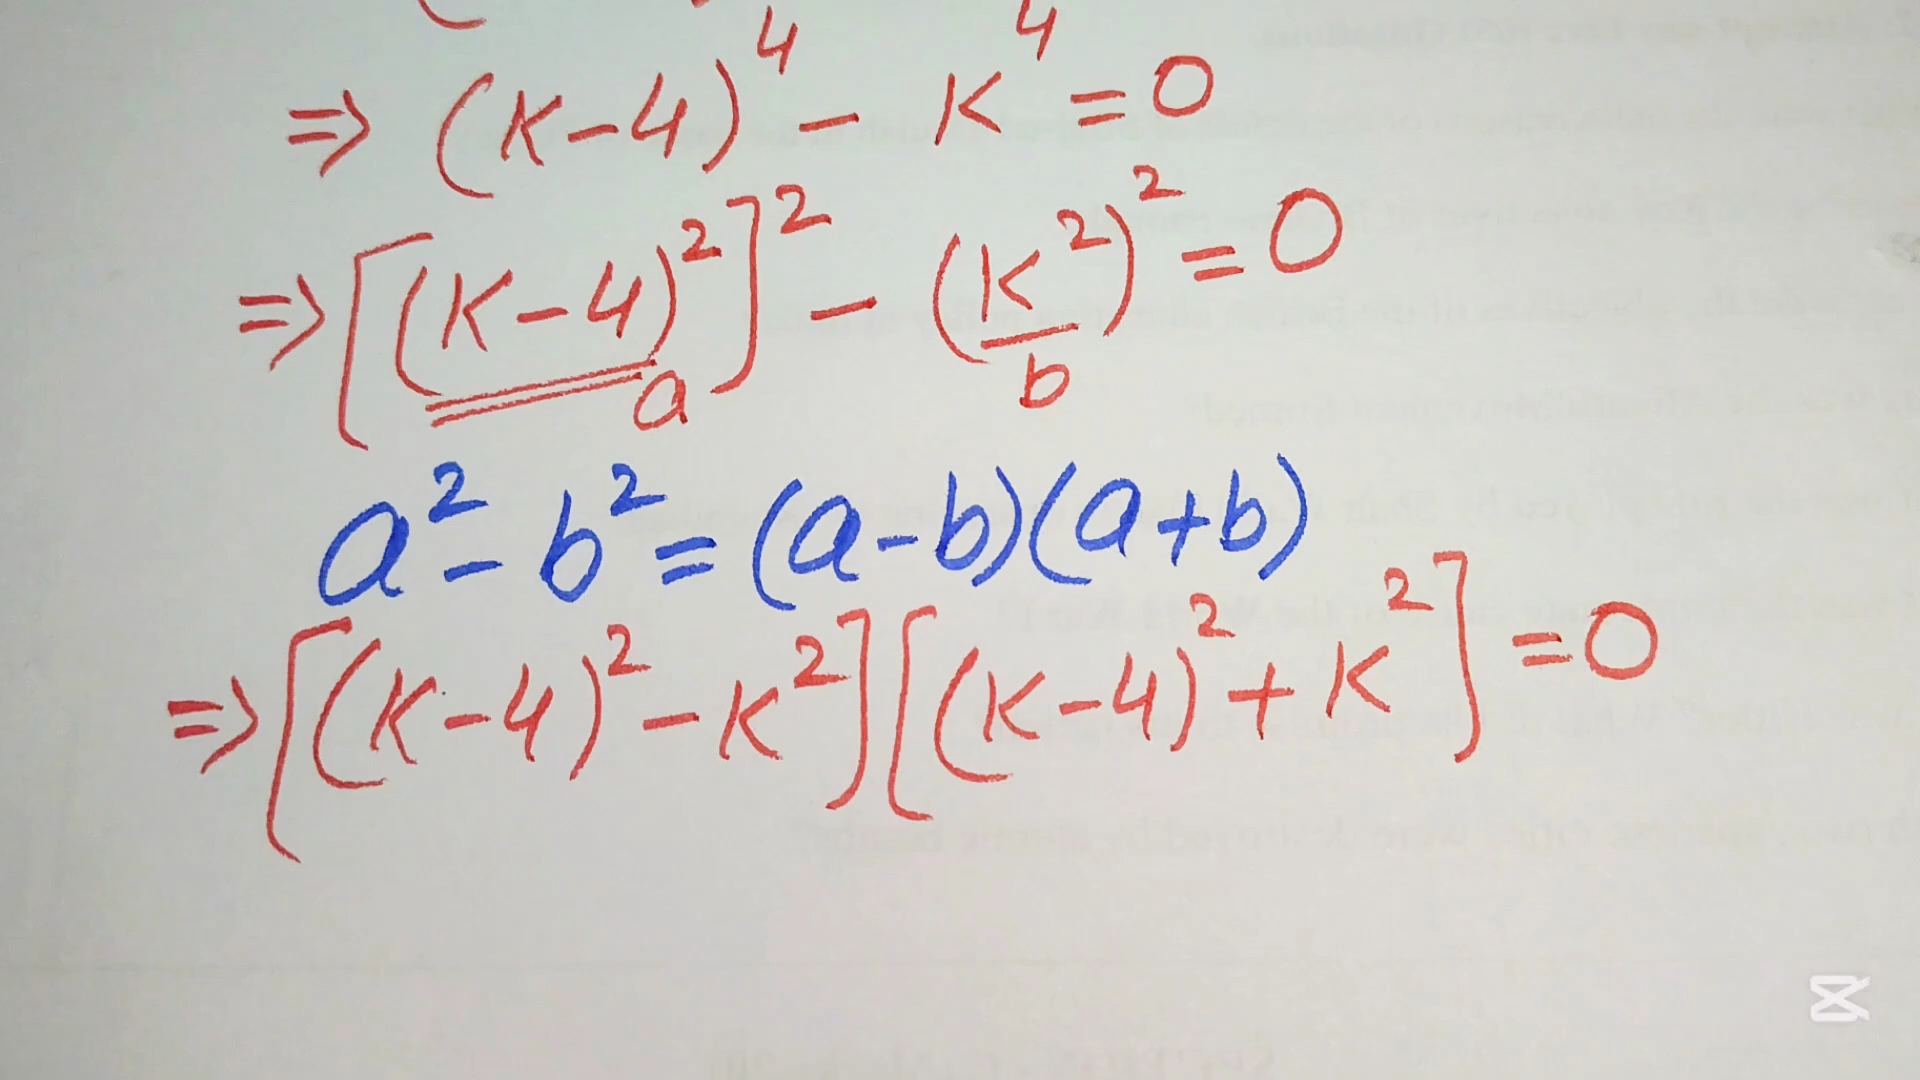 ⇒ (K-4)⁴ - K⁴ = 0
⇒ [(K-4)²]² - (K²)² = 0
a b
a² - b² = (a-b)(a+b)
⇒ [(K-4)² - K²][(K-4)² + K²] = 0